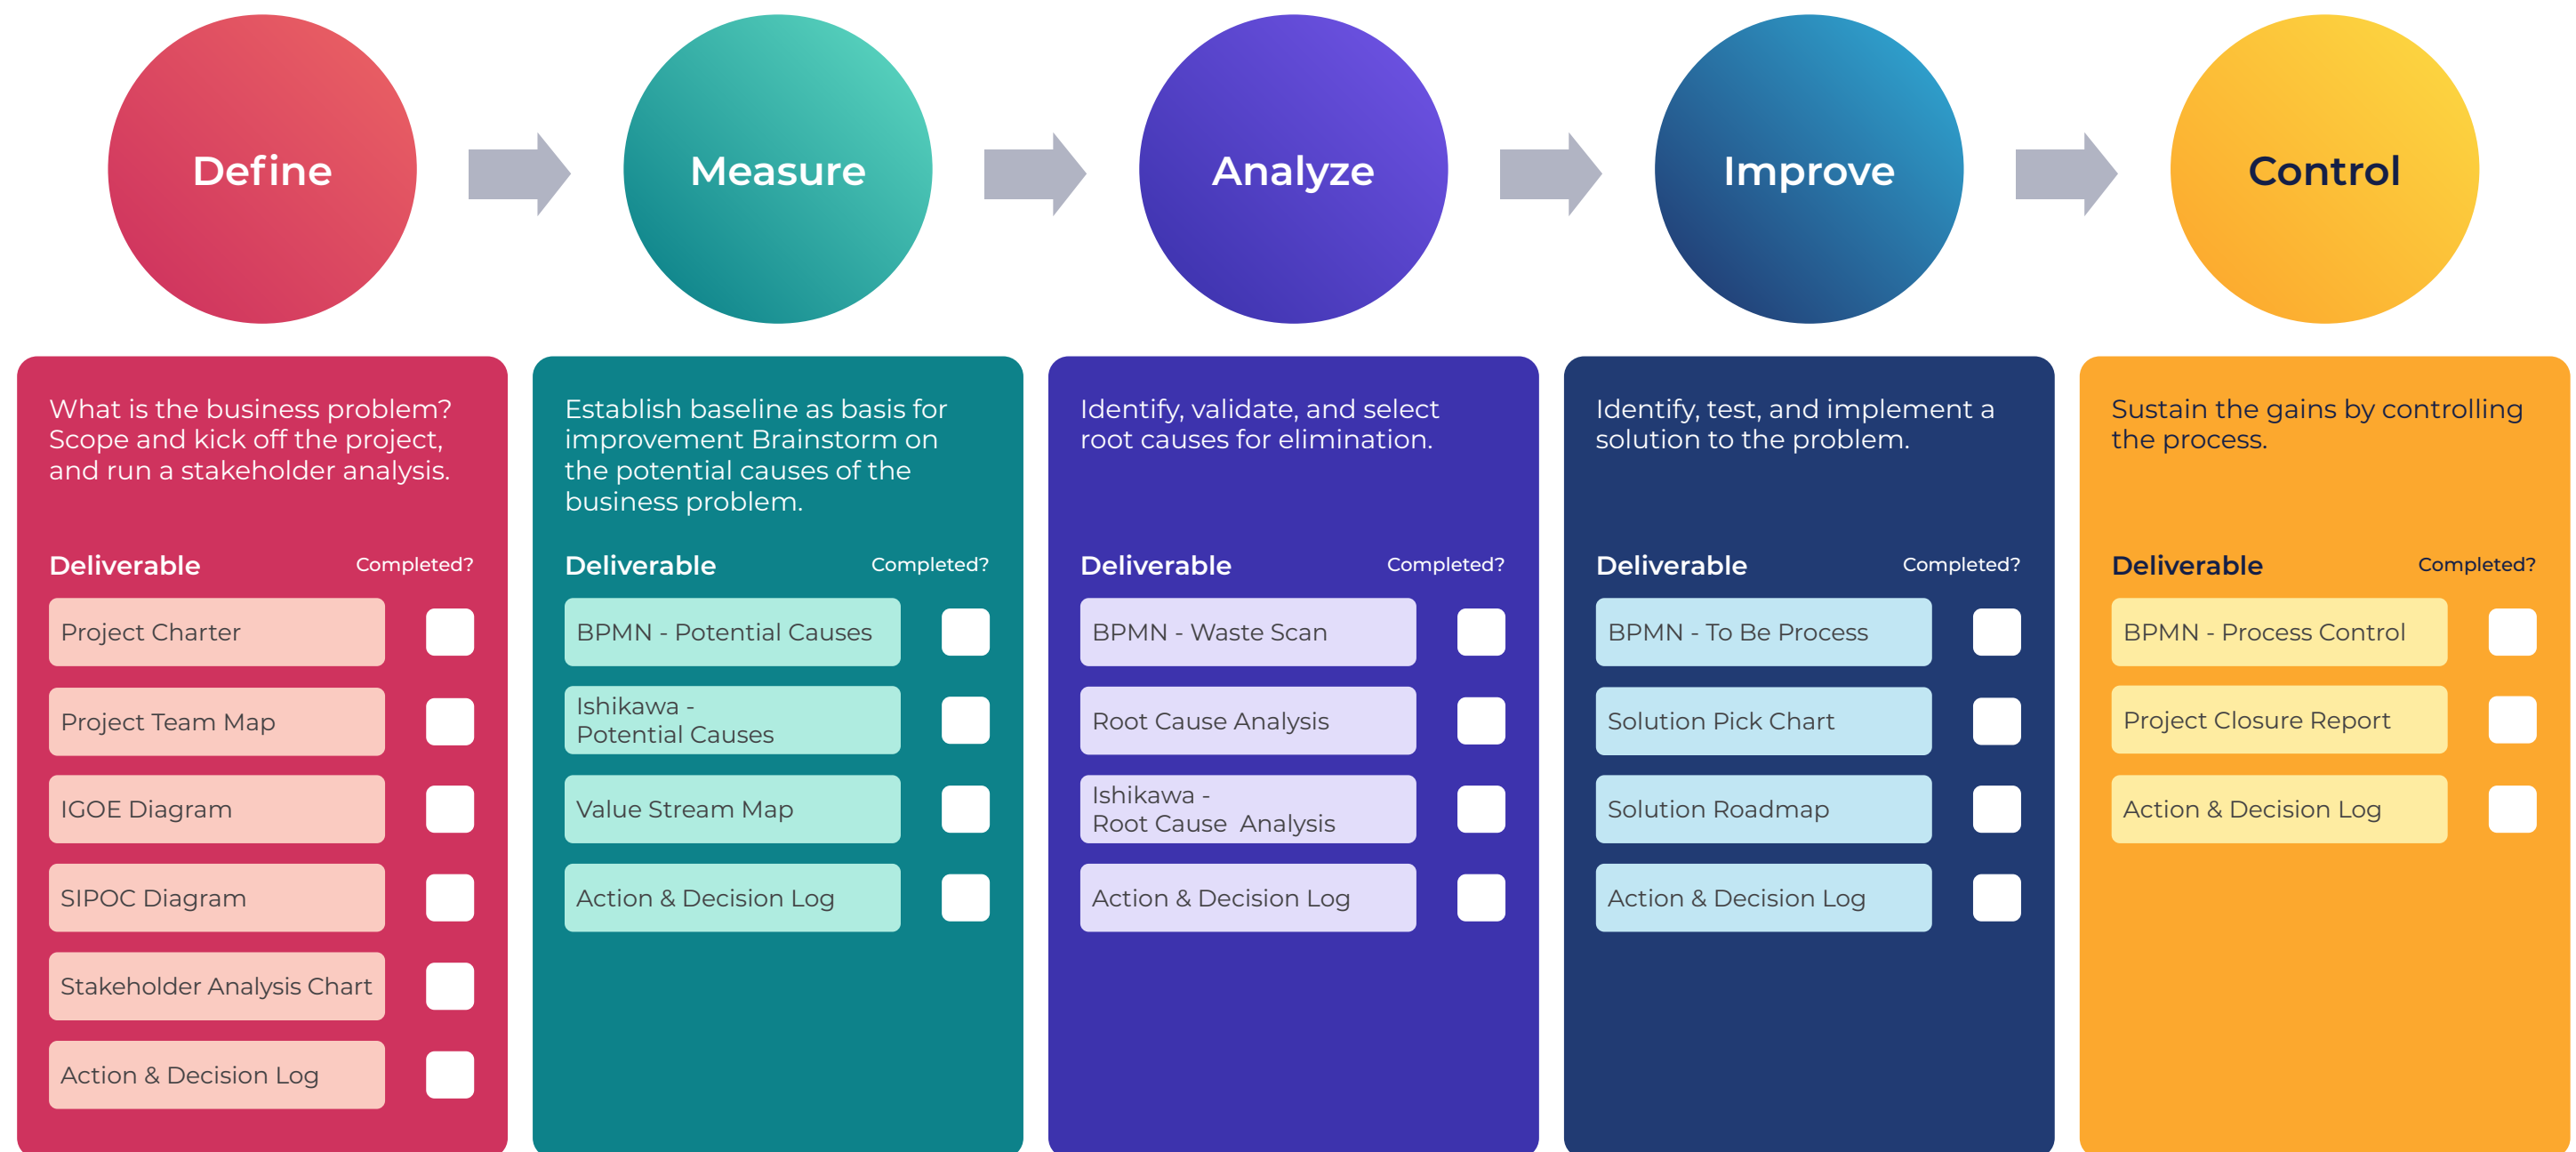 Define
Measure
Analyze
Improve
Control
What is the business problem?
Scope and kick off the project,
and run a stakeholder analysis.
Deliverable
Completed?
Project Charter
Project Team Map
IGOE Diagram
SIPOC Diagram
Stakeholder Analysis Chart
Action & Decision Log
Establish baseline as basis for
improvement Brainstorm on
the potential causes of the
business problem.
Deliverable
Completed?
BPMN - Potential Causes
Ishikawa -
Potential Causes
Value Stream Map
Action & Decision Log
Identify, validate, and select
root causes for elimination.
Deliverable
Completed?
BPMN - Waste Scan
Root Cause Analysis
Ishikawa -
Root Cause  Analysis
Action & Decision Log
Identify, test, and implement a
solution to the problem.
Deliverable
Completed?
BPMN - To Be Process
Solution Pick Chart
Solution Roadmap
Action & Decision Log
Sustain the gains by controlling
the process.
Deliverable
Completed?
BPMN - Process Control
Project Closure Report
Action & Decision Log